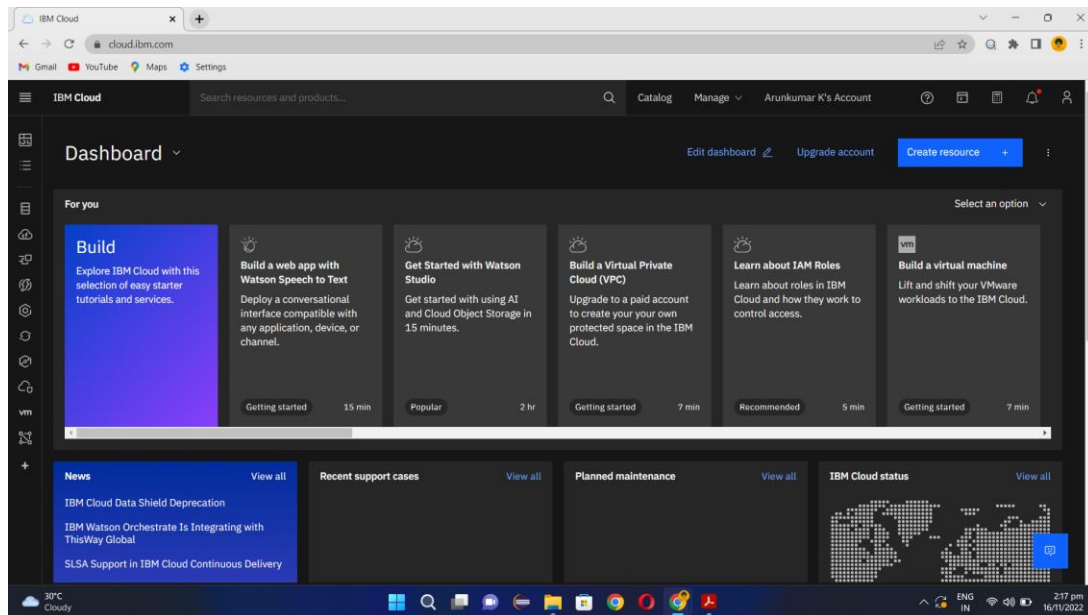 IBM Cloud
cloud.ibm.com
Gmail YouTube Maps Settings
IBM Cloud Search resources and products... Catalog Manage Arunkumar K's Account
Dashboard Edit dashboard Upgrade account Create resource +
For you Select an option
Build
Explore IBM Cloud with this
selection of easy starter
tutorials and services.
Build a web app with
Watson Speech to Text
Deploy a conversational
interface compatible with
any application, device, or
channel.
Getting started 15 min
Get Started with Watson
Studio
Get started with using AI
and Cloud Object Storage in
15 minutes.
Popular 2 hr
Build a Virtual Private
Cloud (VPC)
Upgrade to a paid account
to create your your own
protected space in the IBM
Cloud.
Getting started 7 min
Learn about IAM Roles
Learn about roles in IBM
Cloud and how they work to
control access.
Recommended 5 min
vm
Build a virtual machine
Lift and shift your VMware
workloads to the IBM Cloud.
Getting started 7 min
vm
News View all
IBM Cloud Data Shield Deprecation
IBM Watson Orchestrate Is Integrating with
ThisWay Global
SLSA Support in IBM Cloud Continuous Delivery
Recent support cases View all
Planned maintenance View all
IBM Cloud status View all
30°C
Cloudy
ENG
IN
2:17 pm
16/11/2022